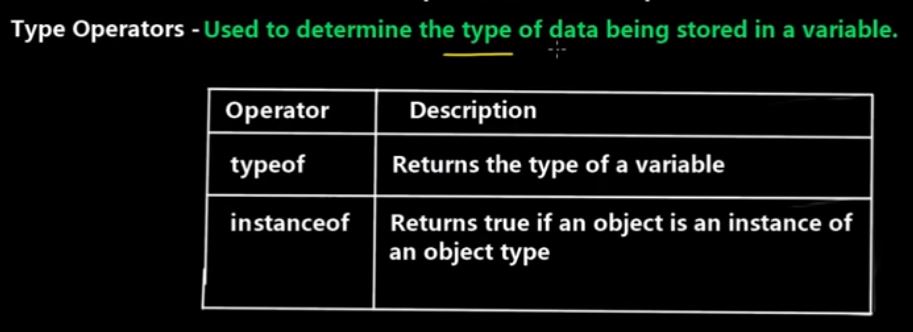 Type Operators - Used to determine the type of data being stored in a variable.
Operator Description
typeof Returns the type of a variable
instanceof Returns true if an object is an instance of
an object type